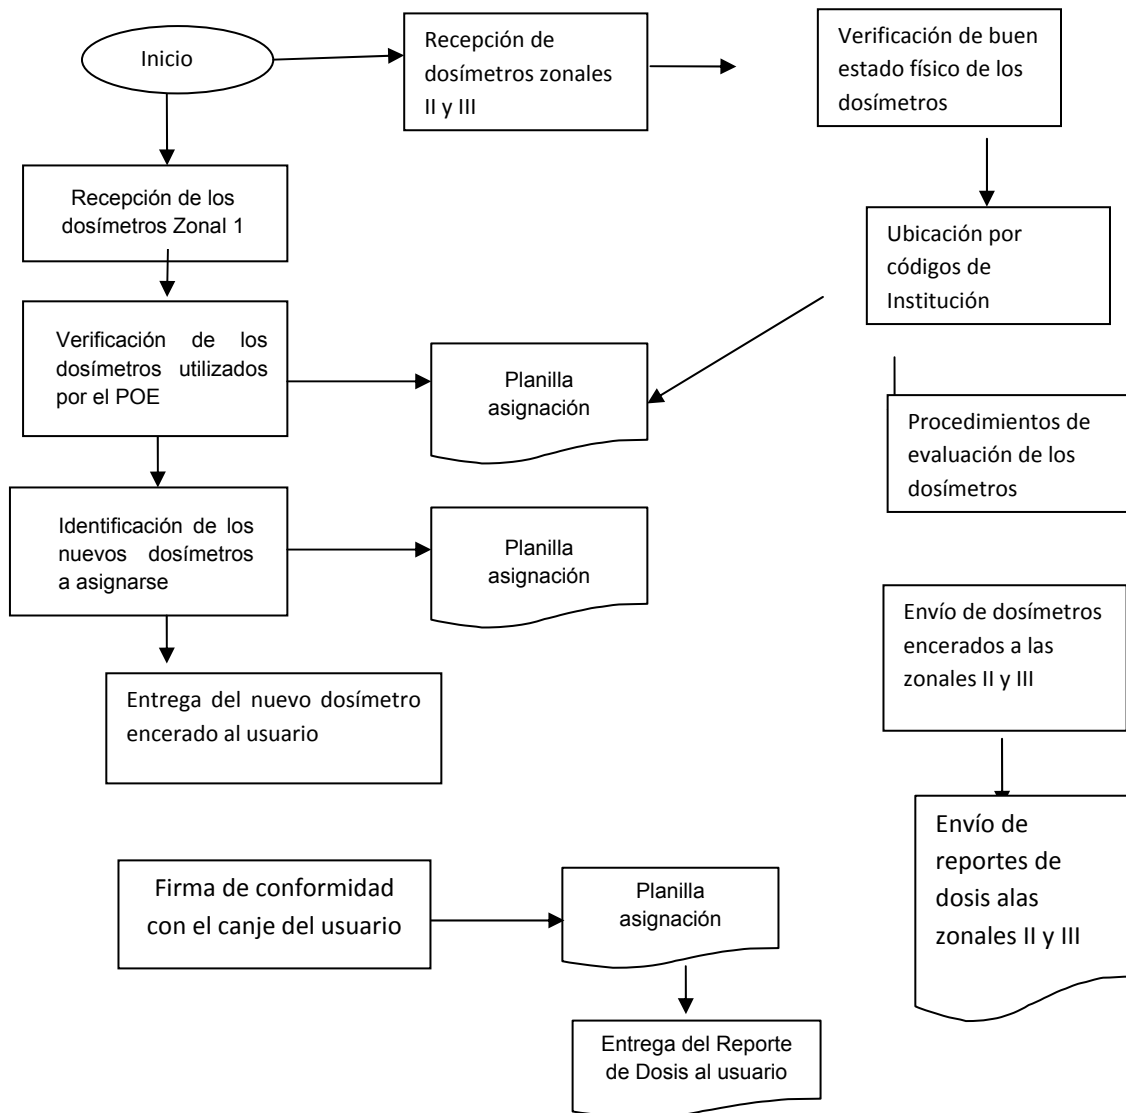 Inicio
Recepción de
dosímetros zonales
II y III
Verificación de buen
estado físico de los
dosímetros
Recepción de los
dosímetros Zonal 1
Ubicación por
códigos de
Institución
Verificación de los
dosímetros utilizados
por el POE
Planilla
asignación
Procedimientos de
evaluación de los
dosímetros
Identificación de los
nuevos dosímetros
a asignarse
Planilla
asignación
Envío de dosímetros
encerados a las
zonales II y III
Entrega del nuevo dosímetro
encerado al usuario
Envío de
reportes de
dosis alas
zonales II y III
Firma de conformidad
con el canje del usuario
Planilla
asignación
Entrega del Reporte
de Dosis al usuario